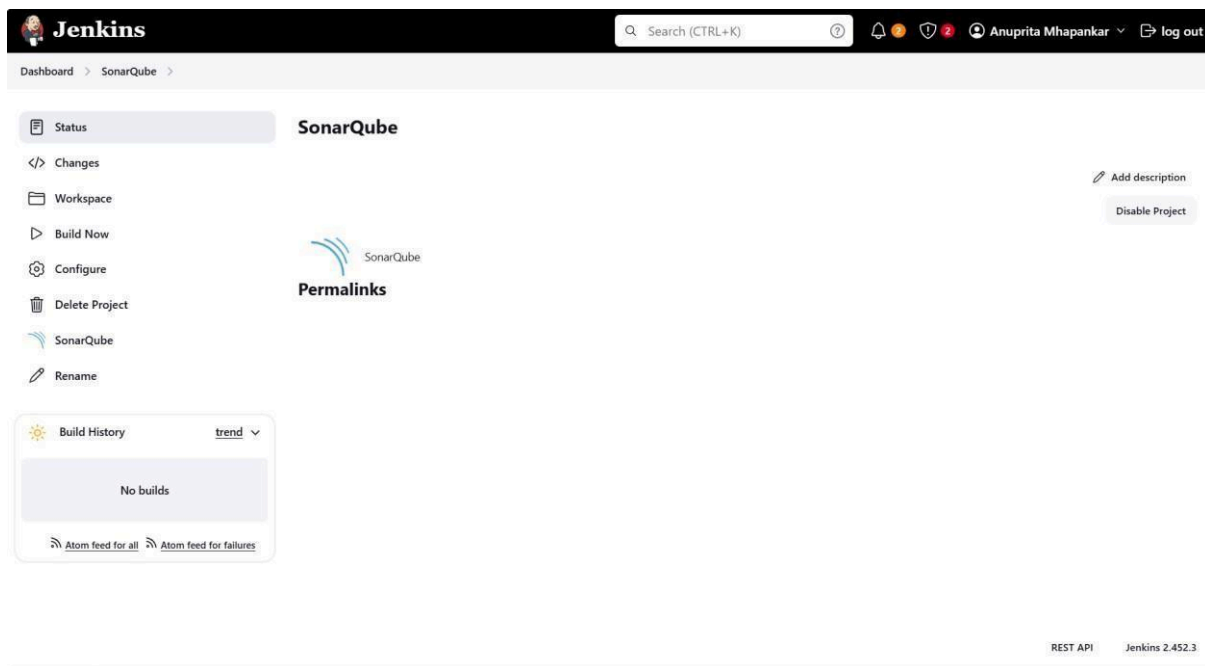 Jenkins
Search (CTRL+K)
2
2
Anuprita Mhapankar
log out
Dashboard > SonarQube >
Status
Changes
Workspace
Build Now
Configure
Delete Project
SonarQube
Rename
Build History
trend
No builds
Atom feed for all Atom feed for failures
SonarQube
Add description
Disable Project
SonarQube
Permalinks
REST API
Jenkins 2.452.3